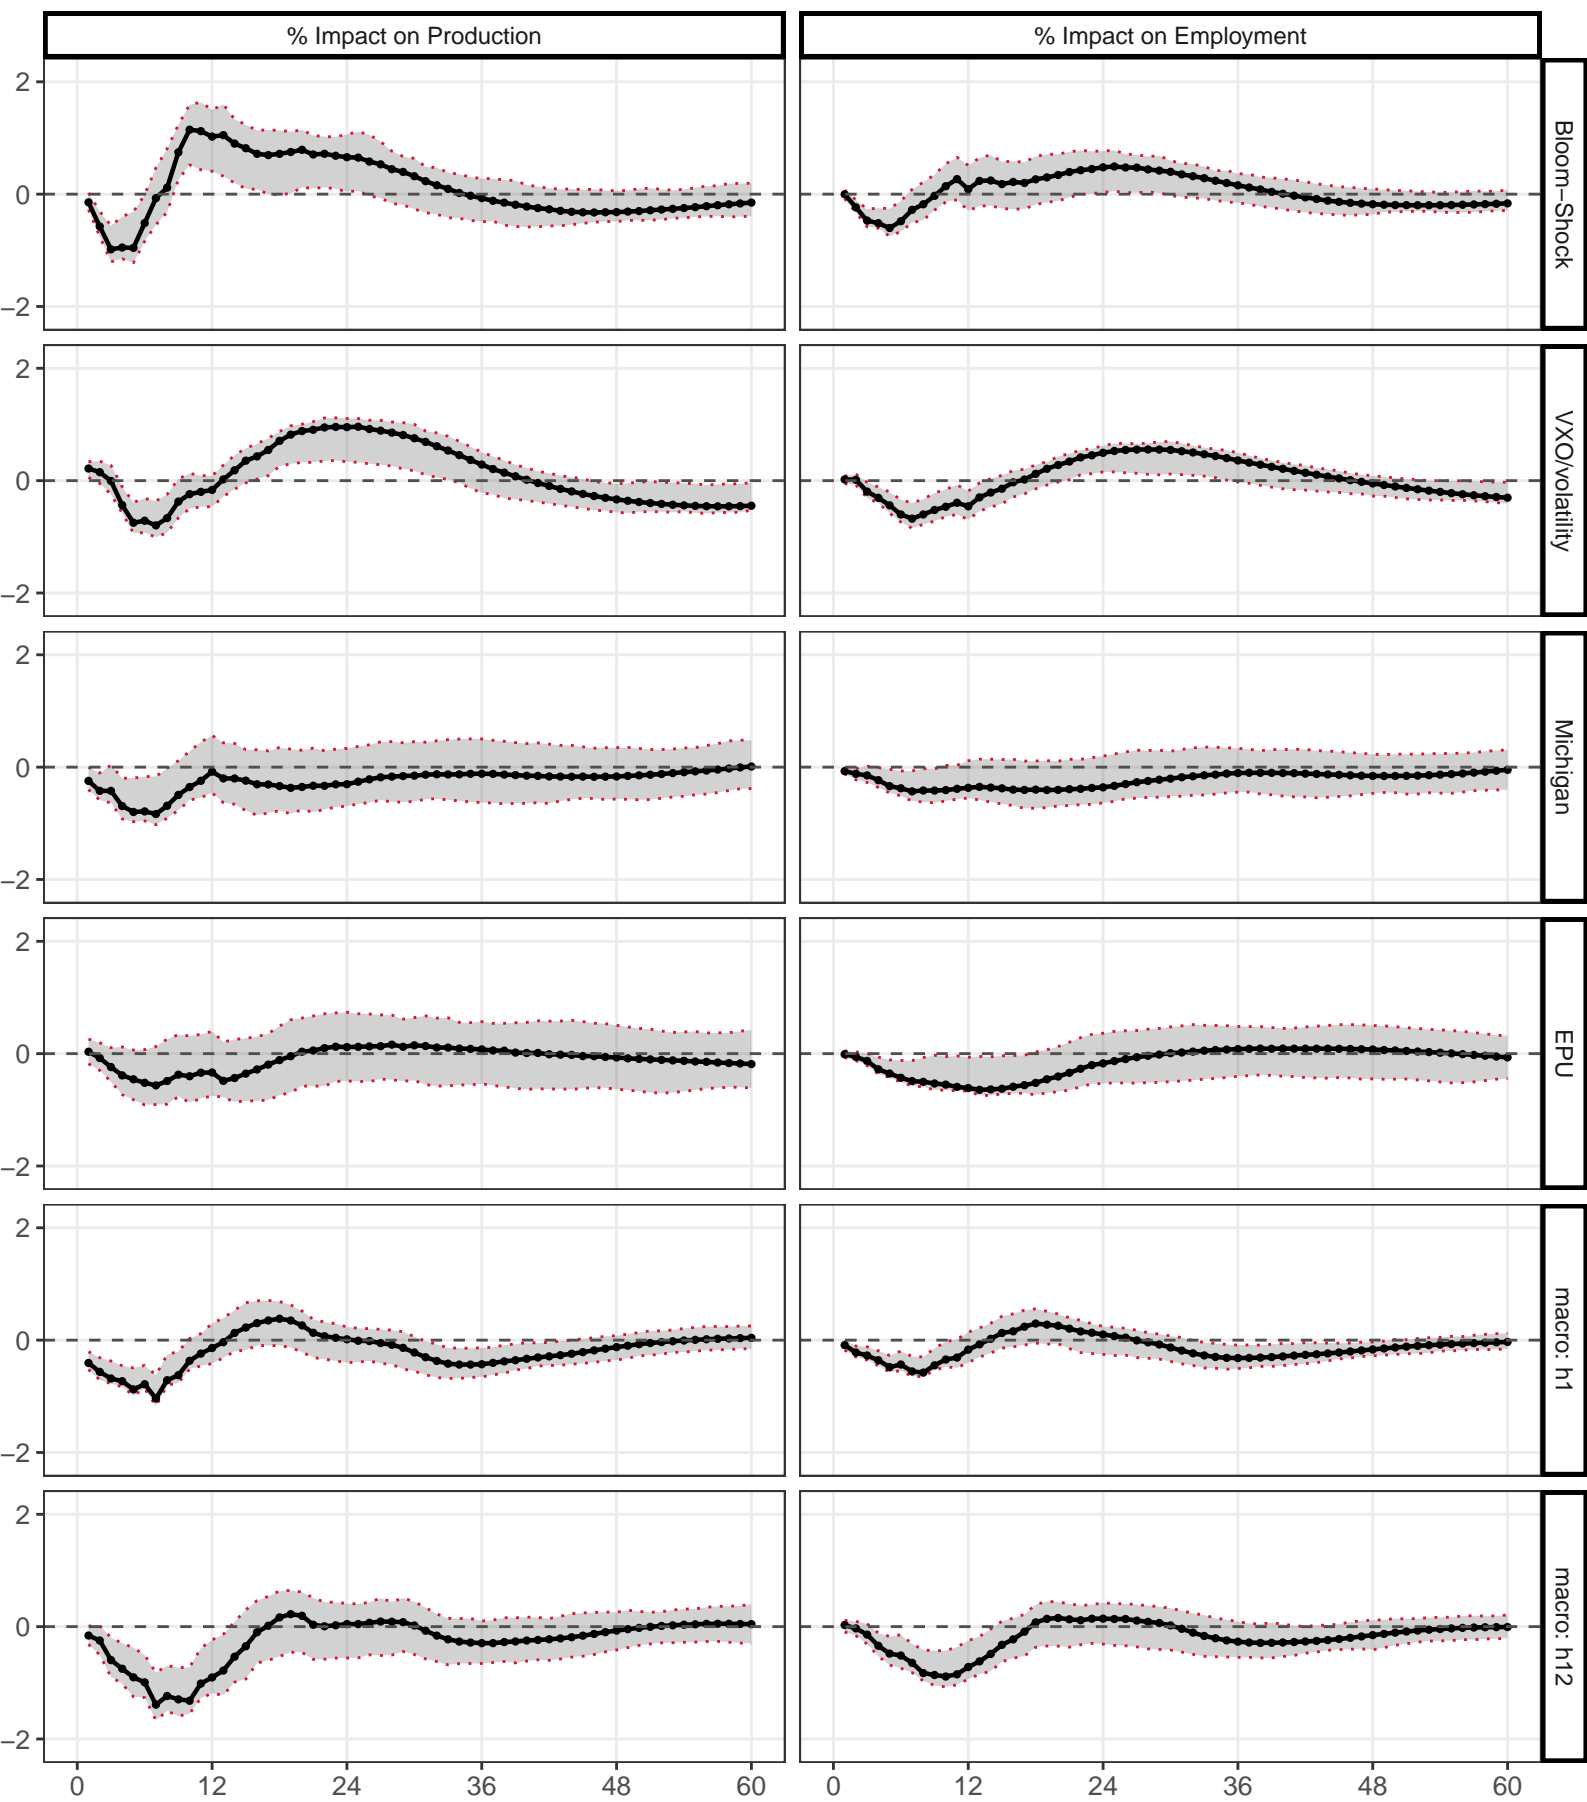 % Impact on Production
% Impact on Employment
2
0
−2
Bloom−Shock
2
0
−2
VXO/volatility
2
0
−2
Michigan
2
0
−2
EPU
2
0
−2
macro: h1
2
0
−2
macro: h12
0 12 24 36 48 60
0 12 24 36 48 60